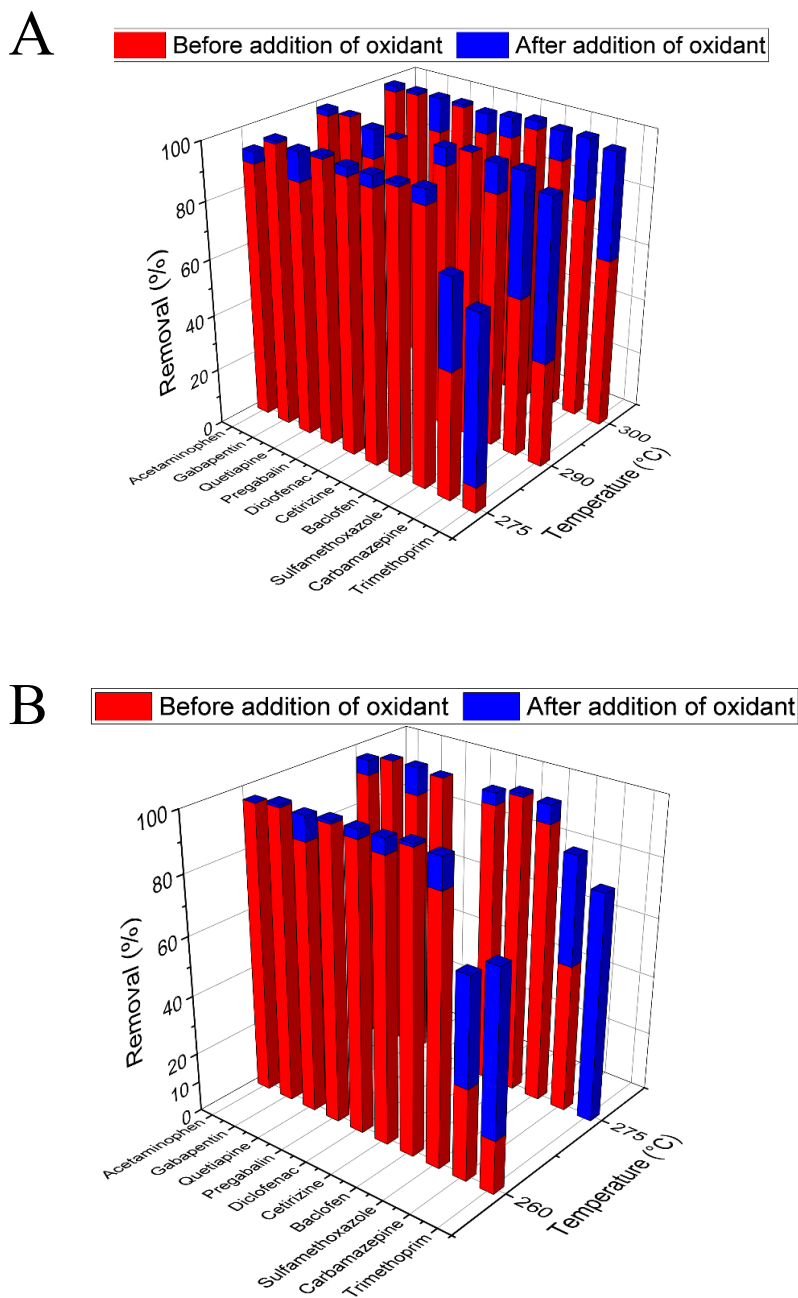 A
Before addition of oxidant After addition of oxidant
100
80
60
40
20
0
Removal (%)
Acetaminophen
Gabapentin
Quetiapine
Pregabalin
Diclofenac
Cetirizine
Baclofen
Sulfamethoxazole
Carbamazepine
Trimethoprim
275
290
300
Temperature (°C)
B
Before addition of oxidant After addition of oxidant
100
80
60
40
20
10
0
Removal (%)
Acetaminophen
Gabapentin
Quetiapine
Pregabalin
Diclofenac
Cetirizine
Baclofen
Sulfamethoxazole
Carbamazepine
Trimethoprim
260
275
Temperature (°C)